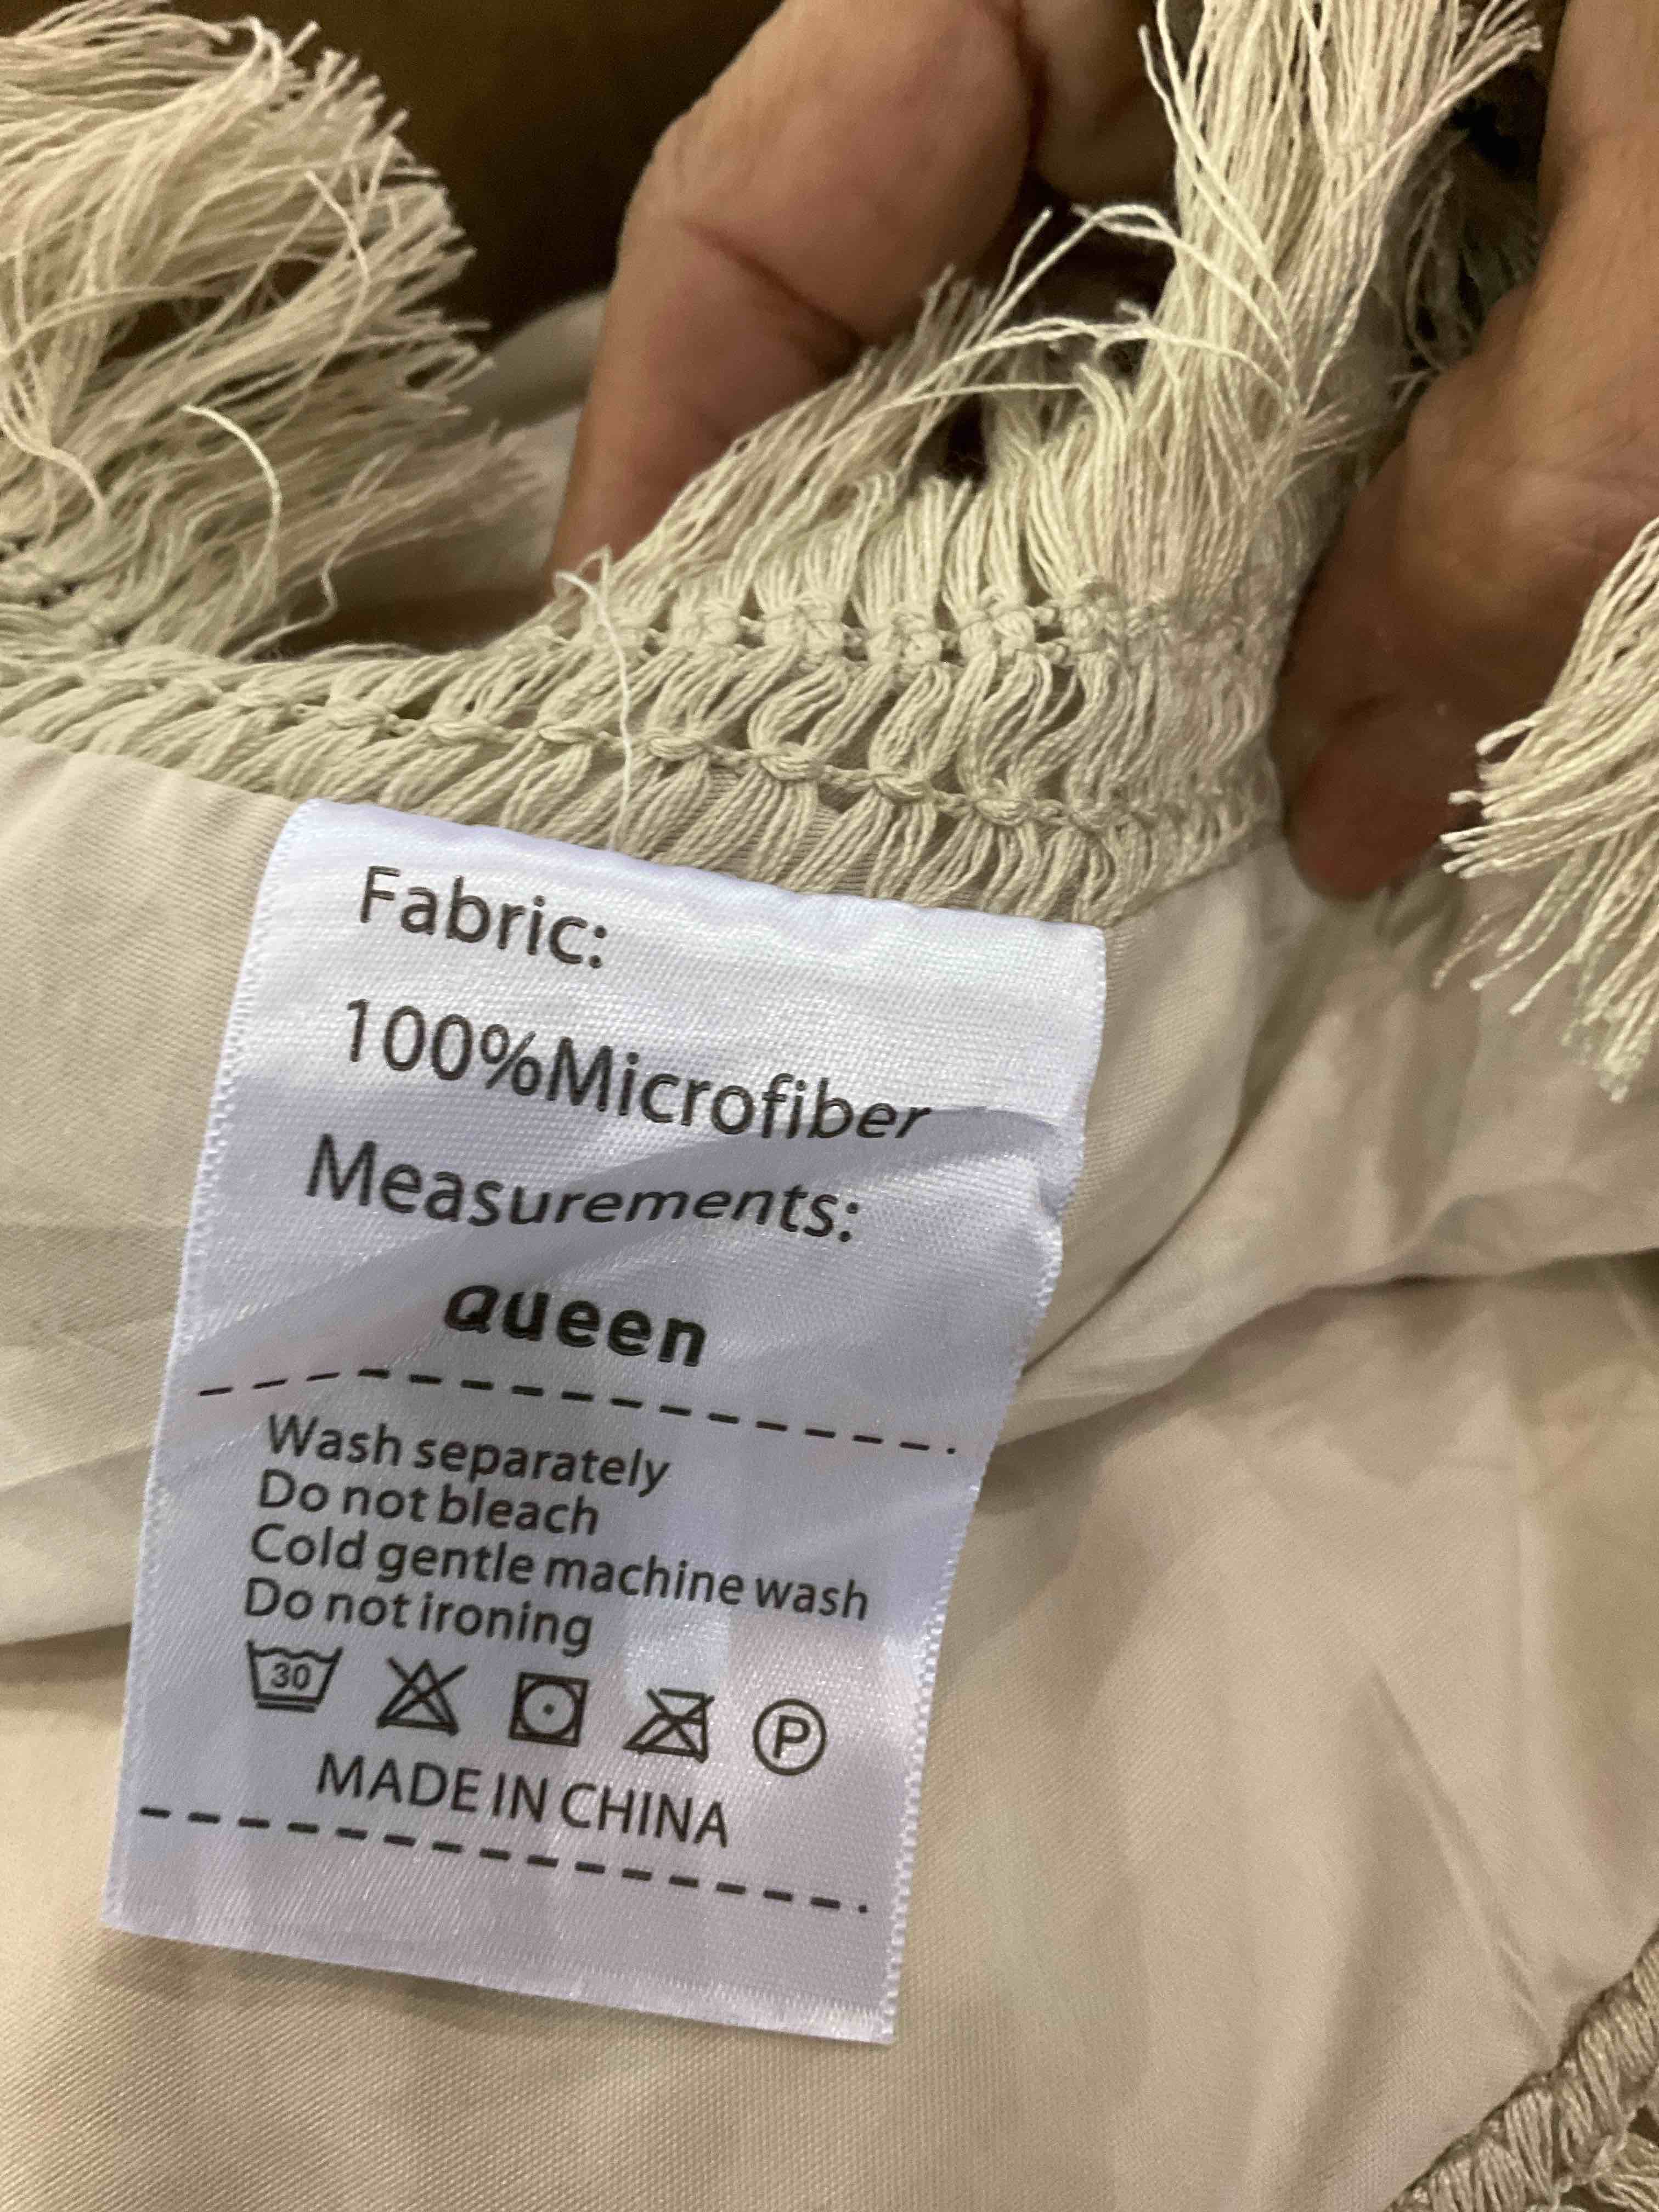 Fabric:
100%Microfiber
Measurements:
queen
Wash separately
Do not bleach
Cold gentle machine wash
Do not ironing
30 P
MADE IN CHINA